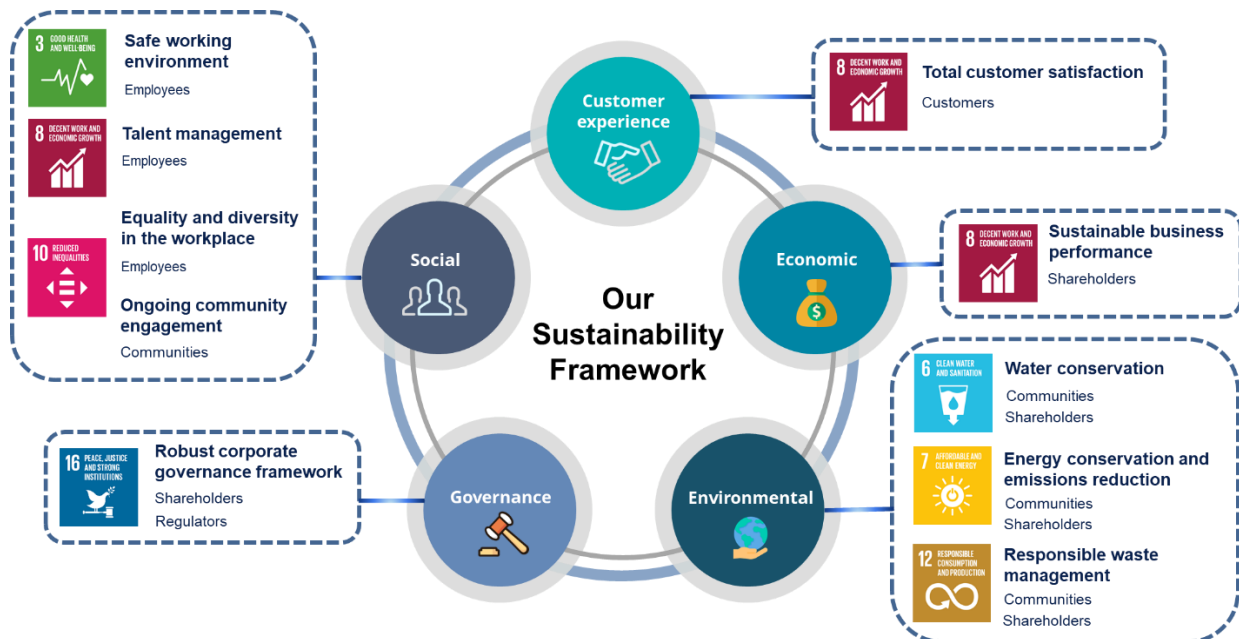 3 GOOD HEALTH
AND WELL-BEING
Safe working
environment
Employees
8 DECENT WORK AND
ECONOMIC GROWTH
Talent management
Employees
10 REDUCED
INEQUALITIES
Equality and diversity
in the workplace
Employees
Ongoing community
engagement
Communities
Customer
experience
8 DECENT WORK AND
ECONOMIC GROWTH
Total customer satisfaction
Customers
Social
Economic
$
8 DECENT WORK AND
ECONOMIC GROWTH
Sustainable business
performance
Shareholders
Our
Sustainability
Framework
Governance
16 PEACE, JUSTICE
AND STRONG
INSTITUTIONS
Robust corporate
governance framework
Shareholders
Regulators
Environmental
6 CLEAN WATER
AND SANITATION
Water conservation
Communities
Shareholders
7 AFFORDABLE AND
CLEAN ENERGY
Energy conservation and
emissions reduction
Communities
Shareholders
12 RESPONSIBLE
CONSUMPTION
AND PRODUCTION
Responsible waste
management
Communities
Shareholders